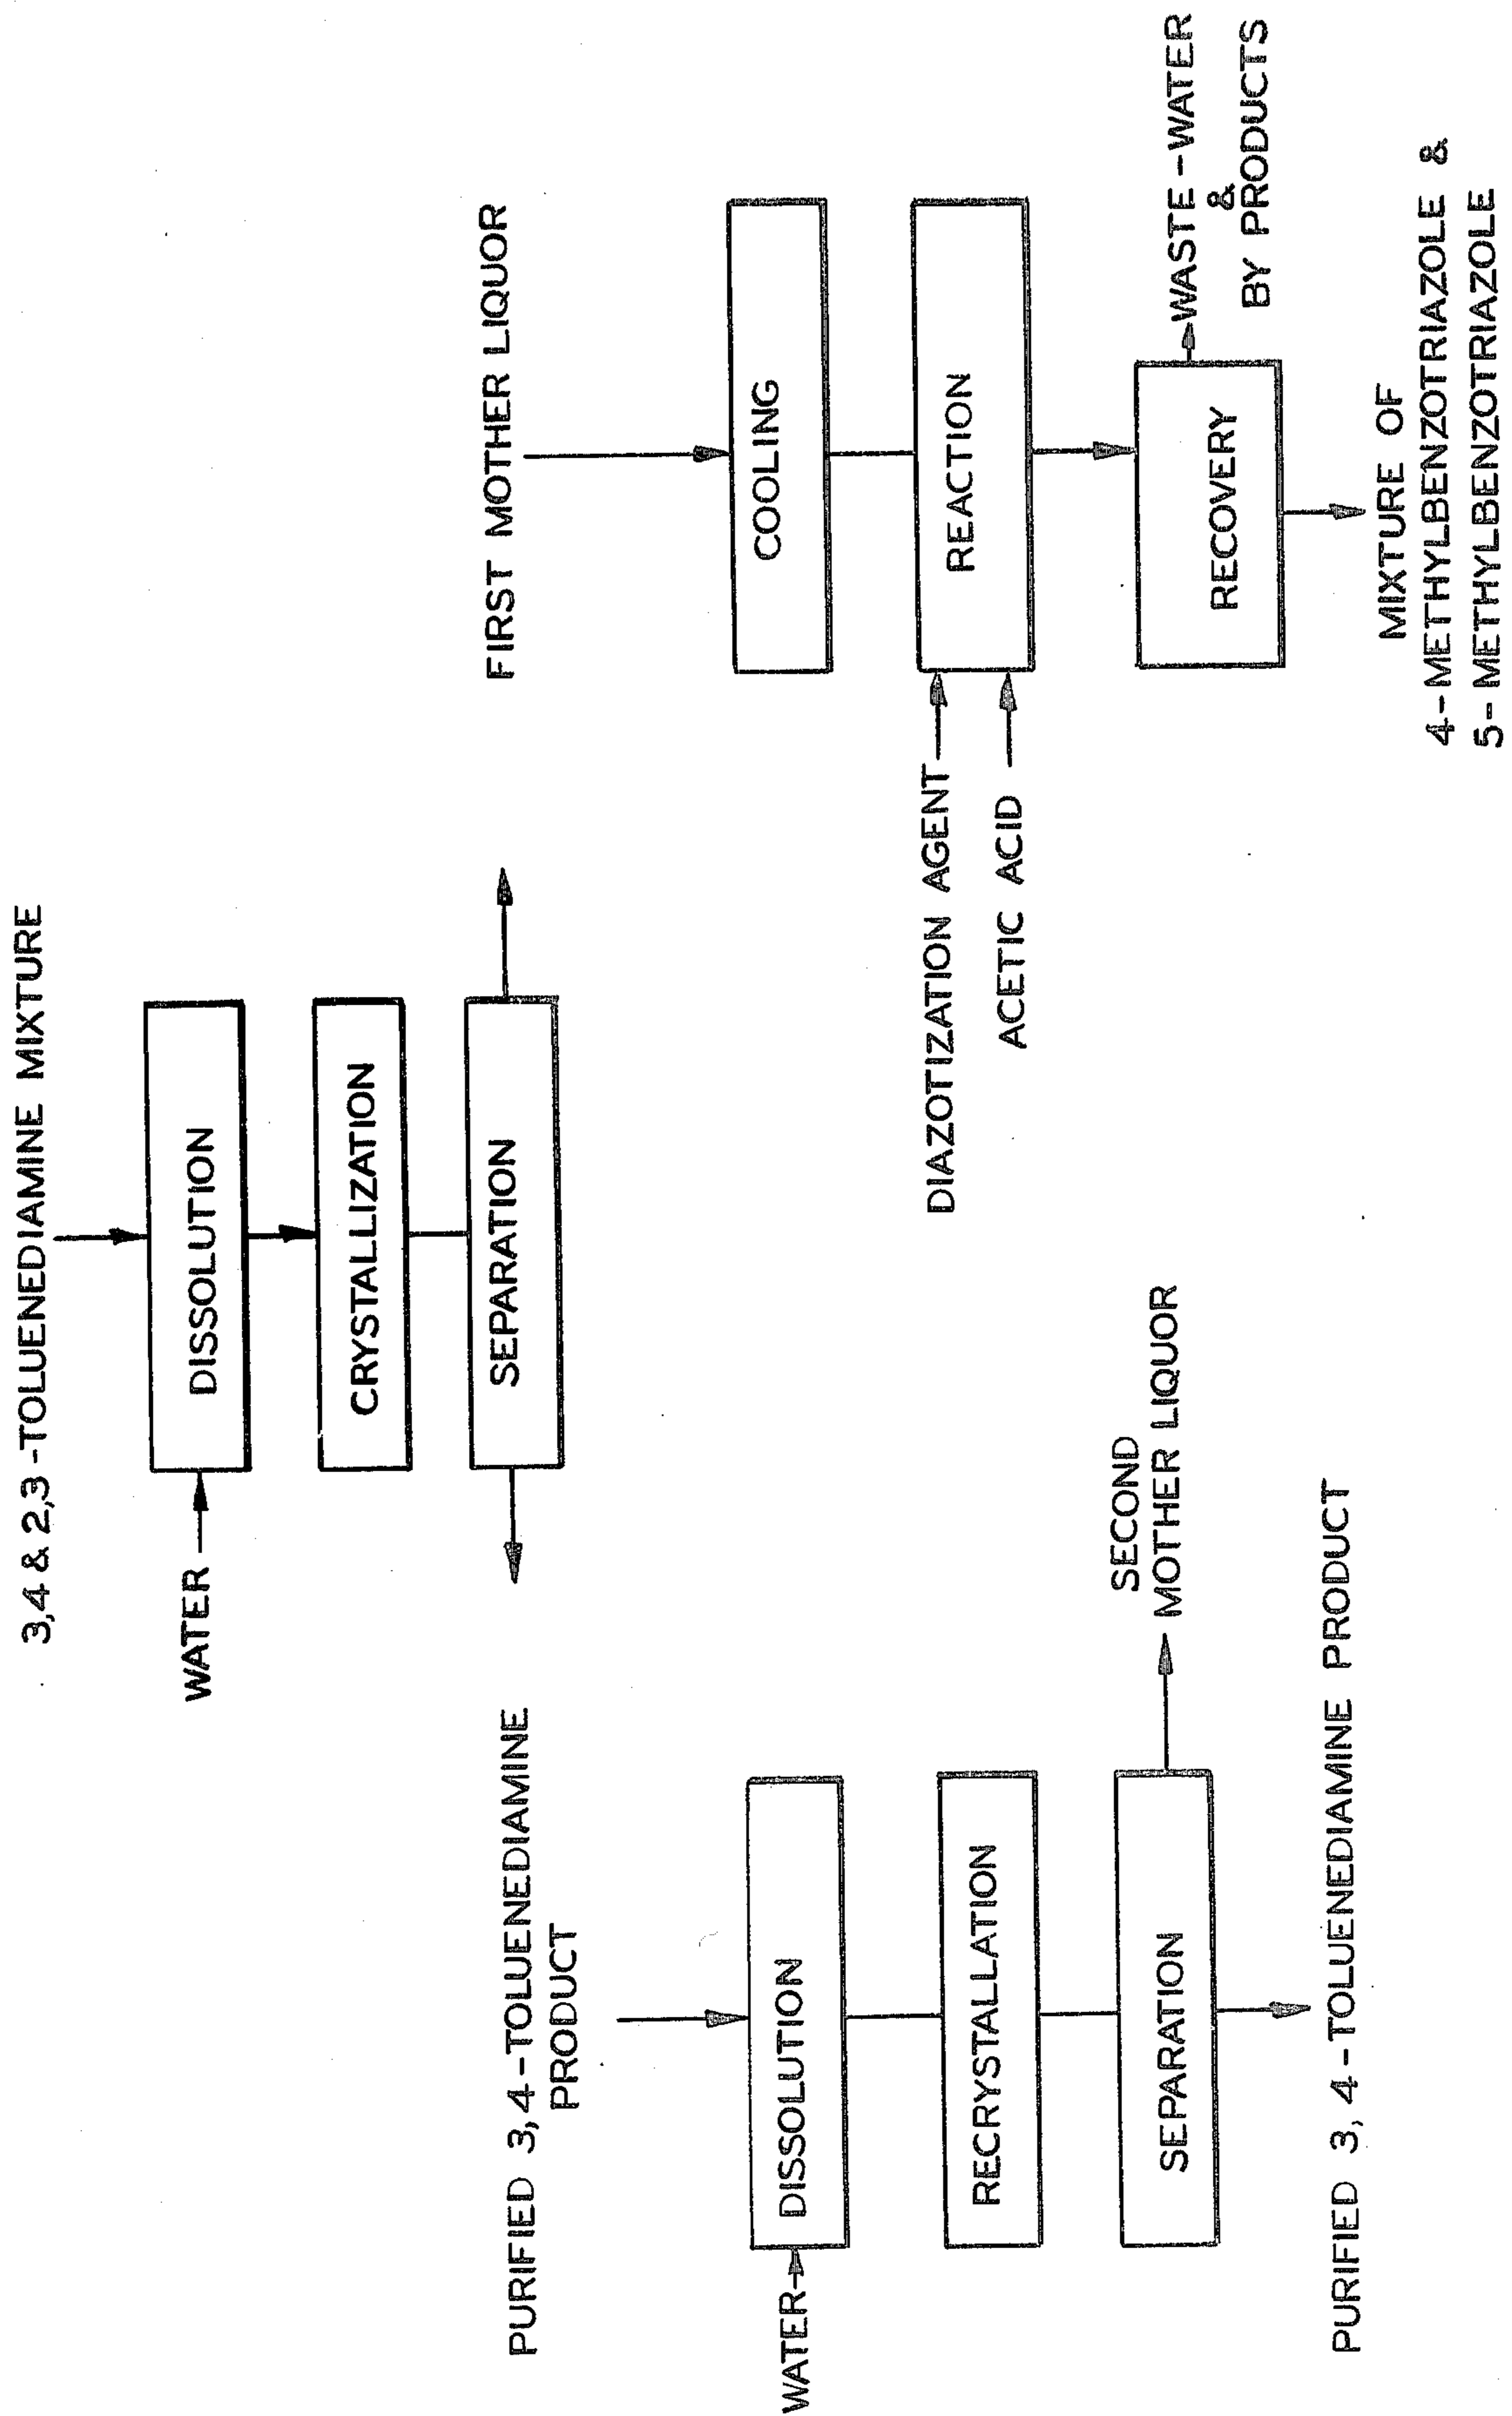 3,4 & 2,3 -TOLUENEDIAMINE MIXTURE
WATER
DISSOLUTION
CRYSTALLIZATION
SEPARATION
PURIFIED 3,4-TOLUENEDIAMINE
PRODUCT
WATER
DISSOLUTION
RECRYSTALLATION
SEPARATION
SECOND
MOTHER LIQUOR
PURIFIED 3, 4-TOLUENEDIAMINE PRODUCT
FIRST MOTHER LIQUOR
COOLING
DIAZOTIZATION AGENT
ACETIC ACID
REACTION
RECOVERY
WASTE-WATER
&
BY PRODUCTS
MIXTURE OF
4-METHYLBENZOTRIAZOLE &
5-METHYLBENZOTRIAZOLE